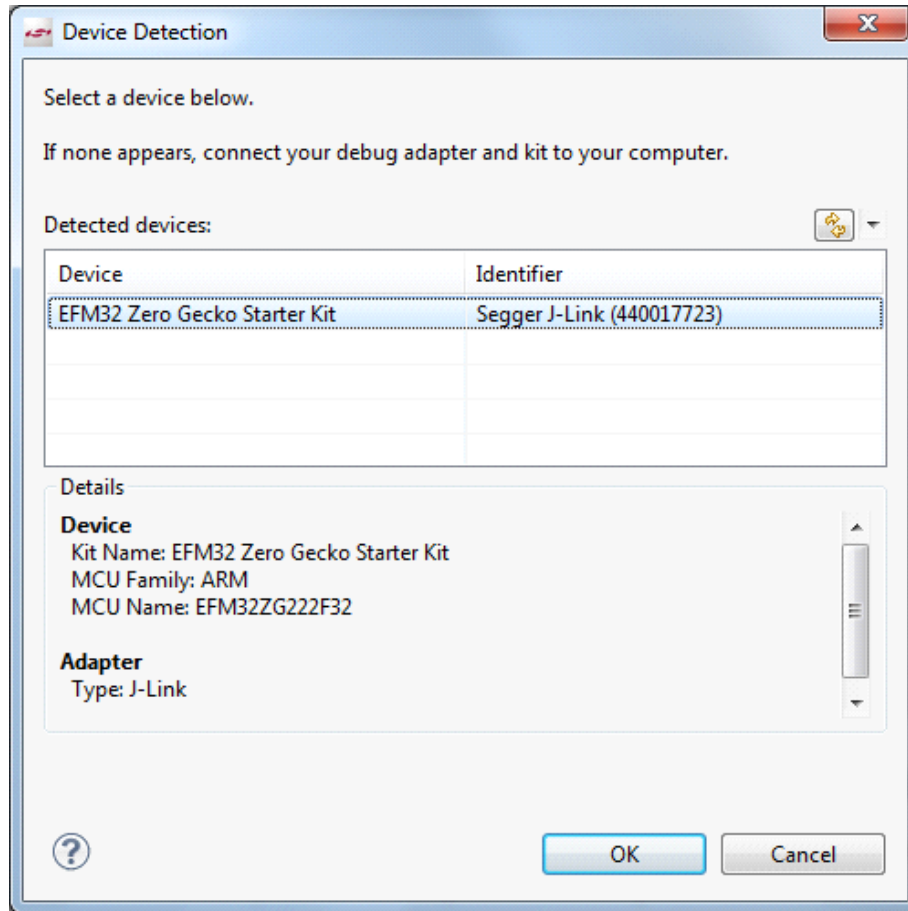 Device Detection
Select a device below.
If none appears, connect your debug adapter and kit to your computer.
Detected devices:
Device Identifier
EFM32 Zero Gecko Starter Kit Segger J-Link (440017723)
Details
Device
Kit Name: EFM32 Zero Gecko Starter Kit
MCU Family: ARM
MCU Name: EFM32ZG222F32
Adapter
Type: J-Link
?
OK Cancel